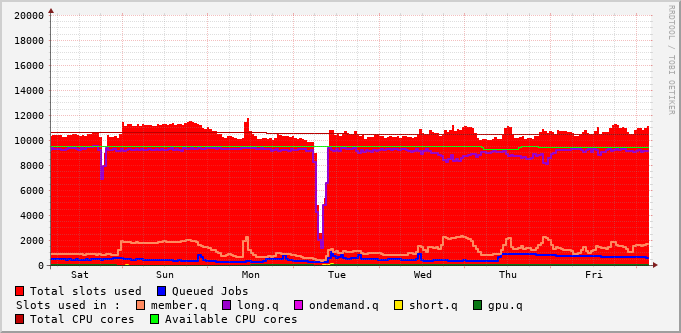 20000
18000
16000
14000
12000
10000
8000
6000
4000
2000
0
Sat Sun Mon Tue Wed Thu Fri
RRDTOOL / TOBI OETIKER
Total slots used Queued Jobs
Slots used in : member.q long.q ondemand.q short.q gpu.q
Total CPU cores Available CPU cores